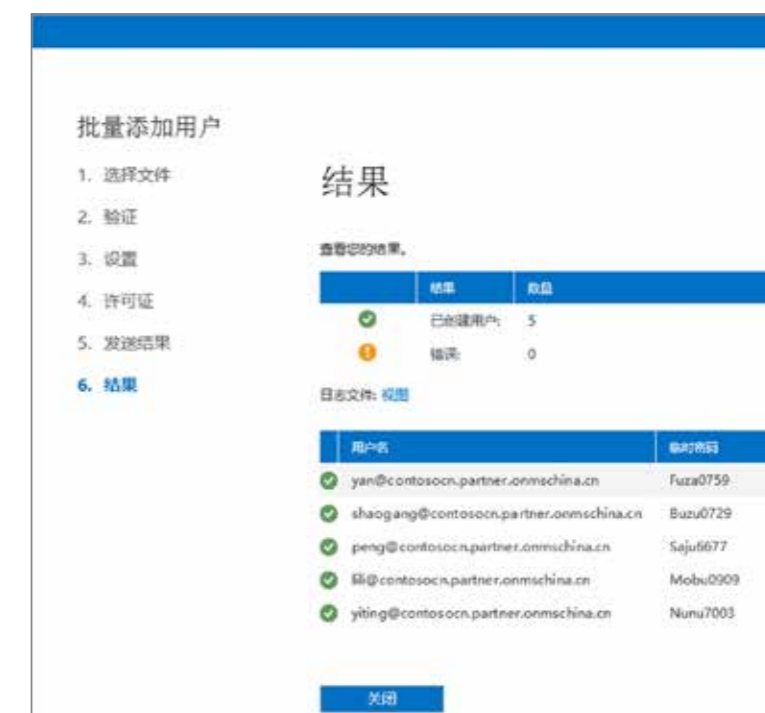 批量添加用户
1. 选择文件
2. 验证
3. 设置
4. 许可证
5. 发送结果
6. 结果
结果
查看您的结果。
结果 数量
已创建用户: 5
错误: 0
日志文件: 视图
用户名 临时密码
yan@contosocn.partner.onmschina.cn Fuza0759
shaogang@contosocn.partner.onmschina.cn Buzu0729
peng@contosocn.partner.onmschina.cn Saju6677
lili@contosocn.partner.onmschina.cn Mobu0909
yiting@contosocn.partner.onmschina.cn Nunu7003
关闭